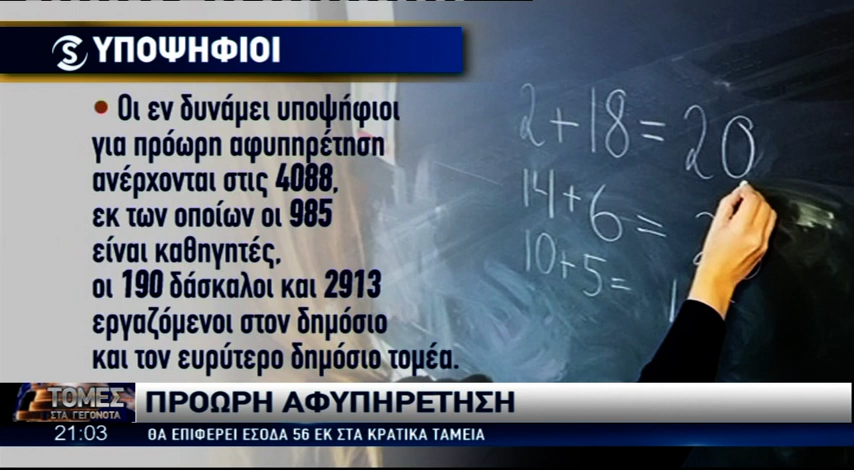 S ΥΠΟΨΗΦΙΟΙ
• Οι εν δυνάμει υποψήφιοι
για πρόωρη αφυπηρέτηση
ανέρχονται στις 4088,
εκ των οποίων οι 985
είναι καθηγητές,
οι 190 δάσκαλοι και 2913
εργαζόμενοι στον δημόσιο
και τον ευρύτερο δημόσιο τομέα.
2+18=20
14+6=
10+5=
ΤΟΜΕΣ
ΣΤΑ ΓΕΓΟΝΟΤΑ
ΠΡΟΩΡΗ ΑΦΥΠΗΡΕΤΗΣΗ
21:03
ΘΑ ΕΠΙΦΕΡΕΙ ΕΣΟΔΑ 56 ΕΚ ΣΤΑ ΚΡΑΤΙΚΑ ΤΑΜΕΙΑ